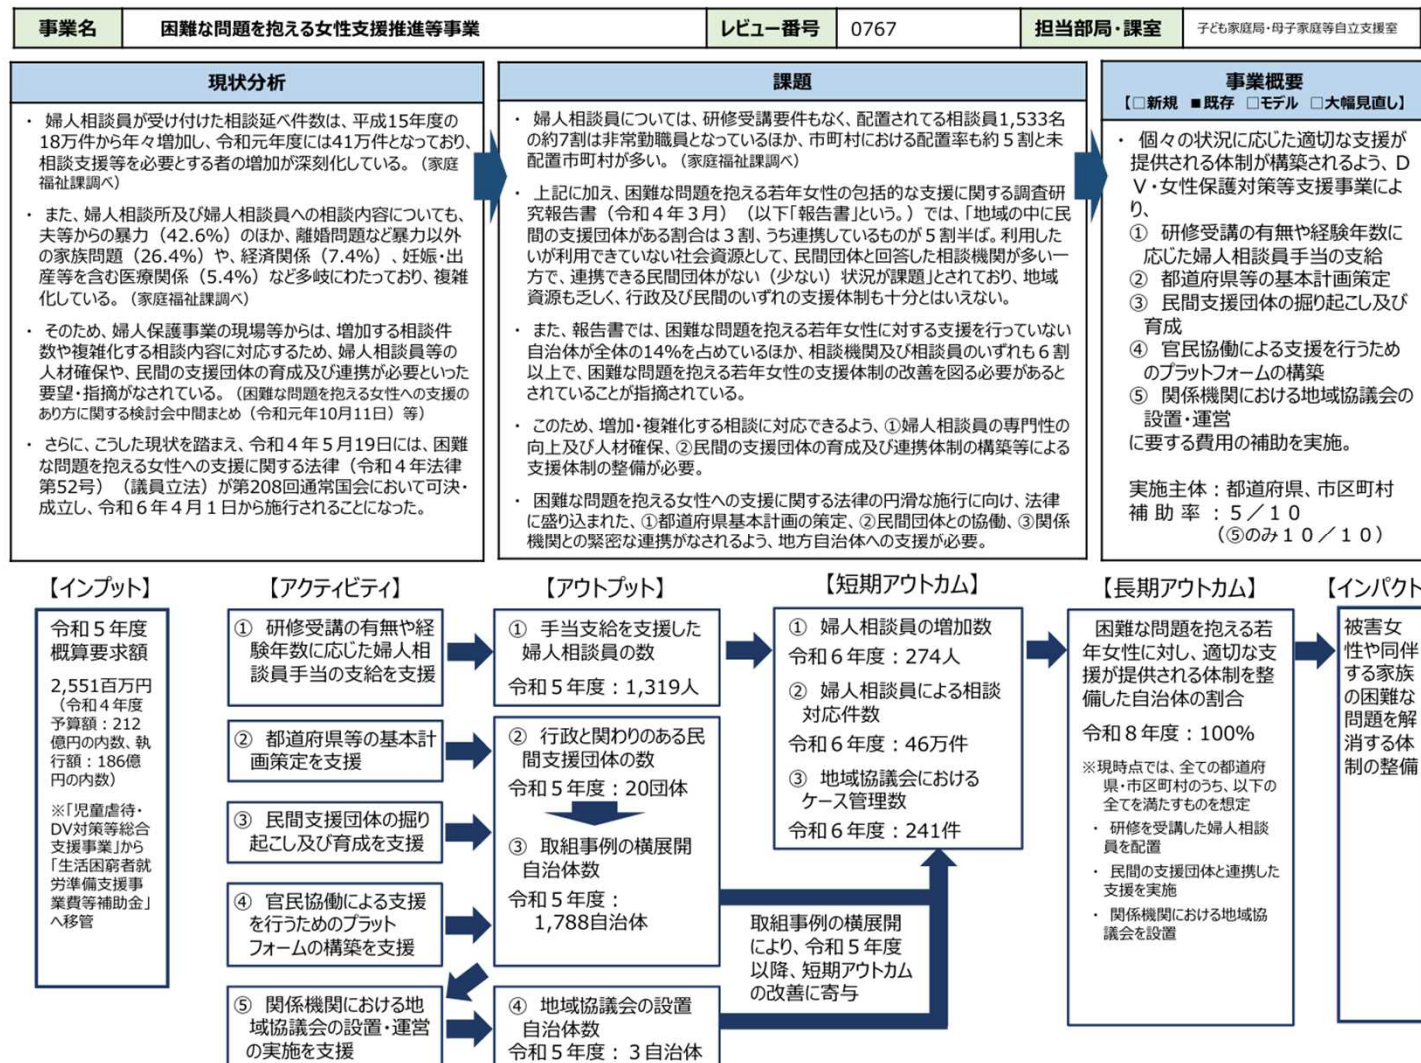 事業名
困難な問題を抱える女性支援推進等事業
レビュー番号
0767
担当部局・課室
子ども家庭局・母子家庭等自立支援室
現状分析
・ 婦人相談員が受け付けた相談延べ件数は、平成15年度の
18万件から年々増加し、令和元年度には41万件となっており、
相談支援等を必要とする者の増加が深刻化している。（家庭
福祉課調べ）
・ また、婦人相談所及び婦人相談員への相談内容についても、
夫等からの暴力（42.6%）のほか、離婚問題など暴力以外
の家族問題（26.4%）や、経済関係（7.4%）、妊娠・出
産等を含む医療関係（5.4%）など多岐にわたっており、複雑
化している。（家庭福祉課調べ）
・ そのため、婦人保護事業の現場等からは、増加する相談件
数や複雑化する相談内容に対応するため、婦人相談員等の
人材確保や、民間の支援団体の育成及び連携が必要といった
要望・指摘がなされている。（困難な問題を抱える女性への支援の
あり方に関する検討会中間まとめ（令和元年10月11日）等）
・ さらに、こうした現状を踏まえ、令和４年５月19日には、困難
な問題を抱える女性への支援に関する法律（令和４年法律
第52号）（議員立法）が第208回通常国会において可決・
成立し、令和６年４月１日から施行されることになった。
課題
・ 婦人相談員については、研修受講要件もなく、配置されてる相談員1,533名
の約7割は非常勤職員となっているほか、市町村における配置率も約５割と未
配置市町村が多い。（家庭福祉課調べ）
・ 上記に加え、困難な問題を抱える若年女性の包括的な支援に関する調査研
究報告書（令和４年３月）（以下「報告書」という。）では、「地域の中に民
間の支援団体がある割合は３割、うち連携しているものが５割半ば。利用した
いが利用できていない社会資源として、民間団体と回答した相談機関が多い一
方で、連携できる民間団体がない（少ない）状況が課題」とされており、地域
資源も乏しく、行政及び民間のいずれの支援体制も十分とはいえない。
・ また、報告書では、困難な問題を抱える若年女性に対する支援を行っていない
自治体が全体の14%を占めているほか、相談機関及び相談員のいずれも６割
以上で、困難な問題を抱える若年女性の支援体制の改善を図る必要があると
されていることが指摘されている。
・ このため、増加・複雑化する相談に対応できるよう、①婦人相談員の専門性の
向上及び人材確保、②民間の支援団体の育成及び連携体制の構築等による
支援体制の整備が必要。
・ 困難な問題を抱える女性への支援に関する法律の円滑な施行に向け、法律
に盛り込まれた、①都道府県基本計画の策定、②民間団体との協働、③関係
機関との緊密な連携がなされるよう、地方自治体への支援が必要。
事業概要
【□新規 ■既存 □モデル □大幅見直し】
・ 個々の状況に応じた適切な支援が
提供される体制が構築されるよう、Ｄ
Ｖ・女性保護対策等支援事業によ
り、
① 研修受講の有無や経験年数に
応じた婦人相談員手当の支給
② 都道府県等の基本計画策定
③ 民間支援団体の掘り起こし及び
育成
④ 官民協働による支援を行うため
のプラットフォームの構築
⑤ 関係機関における地域協議会の
設置・運営
に要する費用の補助を実施。
実施主体：都道府県、市区町村
補 助 率 ：５／１０
（⑤のみ１０／１０）
【インプット】
令和５年度
概算要求額
2,551百万円
（令和４年度
予算額：212
億円の内数、執
行額：186億
円の内数）
※「児童虐待・
DV対策等総合
支援事業」から
「生活困窮者就
労準備支援事
業費等補助金」
へ移管
【アクティビティ】
① 研修受講の有無や経
験年数に応じた婦人相
談員手当の支給を支援
② 都道府県等の基本計
画策定を支援
③ 民間支援団体の掘り
起こし及び育成を支援
④ 官民協働による支援
を行うためのプラット
フォームの構築を支援
⑤ 関係機関における地
域協議会の設置・運営
の実施を支援
【アウトプット】
① 手当支給を支援した
婦人相談員の数
令和５年度：1,319人
② 行政と関わりのある民
間支援団体の数
令和５年度：20団体
③ 取組事例の横展開
自治体数
令和５年度：
1,788自治体
④ 地域協議会の設置
自治体数
令和５年度：３自治体
【短期アウトカム】
① 婦人相談員の増加数
令和６年度：274人
② 婦人相談員による相談
対応件数
令和６年度：46万件
③ 地域協議会における
ケース管理数
令和６年度：241件
取組事例の横展開
により、令和５年度
以降、短期アウトカム
の改善に寄与
【長期アウトカム】
困難な問題を抱える若
年女性に対し、適切な支
援が提供される体制を整
備した自治体の割合
令和８年度：100%
※現時点では、全ての都道府
県・市区町村のうち、以下の
全てを満たすものを想定
・ 研修を受講した婦人相談
員を配置
・ 民間の支援団体と連携した
支援を実施
・ 関係機関における地域協
議会を設置
【インパクト
被害女
性や同伴
する家族
の困難な
問題を解
消する体
制の整備